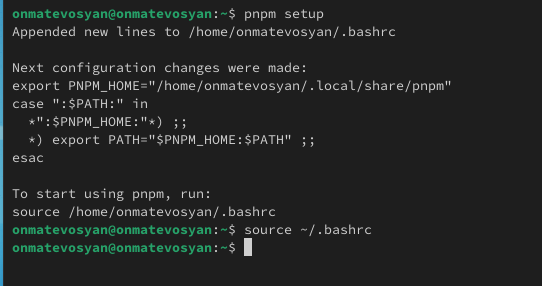 onmatevosyan@onmatevosyan:~$ pnpm setup
Appended new lines to /home/onmatevosyan/.bashrc

Next configuration changes were made:
export PNPM_HOME="/home/onmatevosyan/.local/share/pnpm"
case ":$PATH:" in
  *":$PNPM_HOME:"*) ;;
  *) export PATH="$PNPM_HOME:$PATH" ;;
esac

To start using pnpm, run:
source /home/onmatevosyan/.bashrc
onmatevosyan@onmatevosyan:~$ source ~/.bashrc
onmatevosyan@onmatevosyan:~$